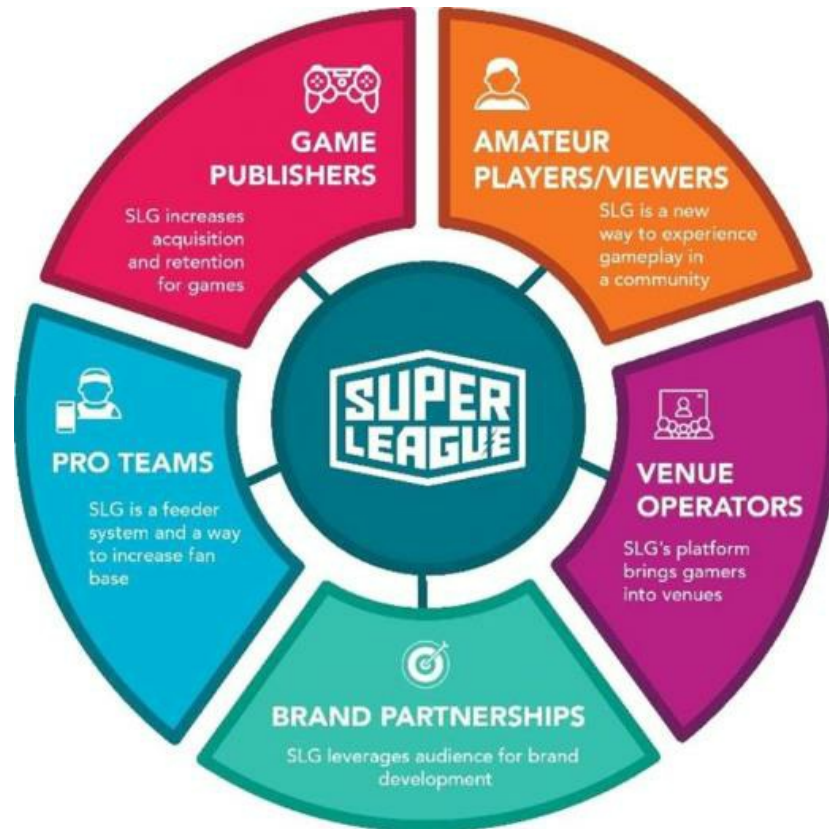 GAME
PUBLISHERS
SLG increases
acquisition
and retention
for games
AMATEUR
PLAYERS/VIEWERS
SLG is a new
way to experience
gameplay in
a community
SUPER
LEAGUE
PRO TEAMS
SLG is a feeder
system and a way
to increase fan
base
VENUE
OPERATORS
SLG's platform
brings gamers
into venues
BRAND PARTNERSHIPS
SLG leverages audience for brand
development